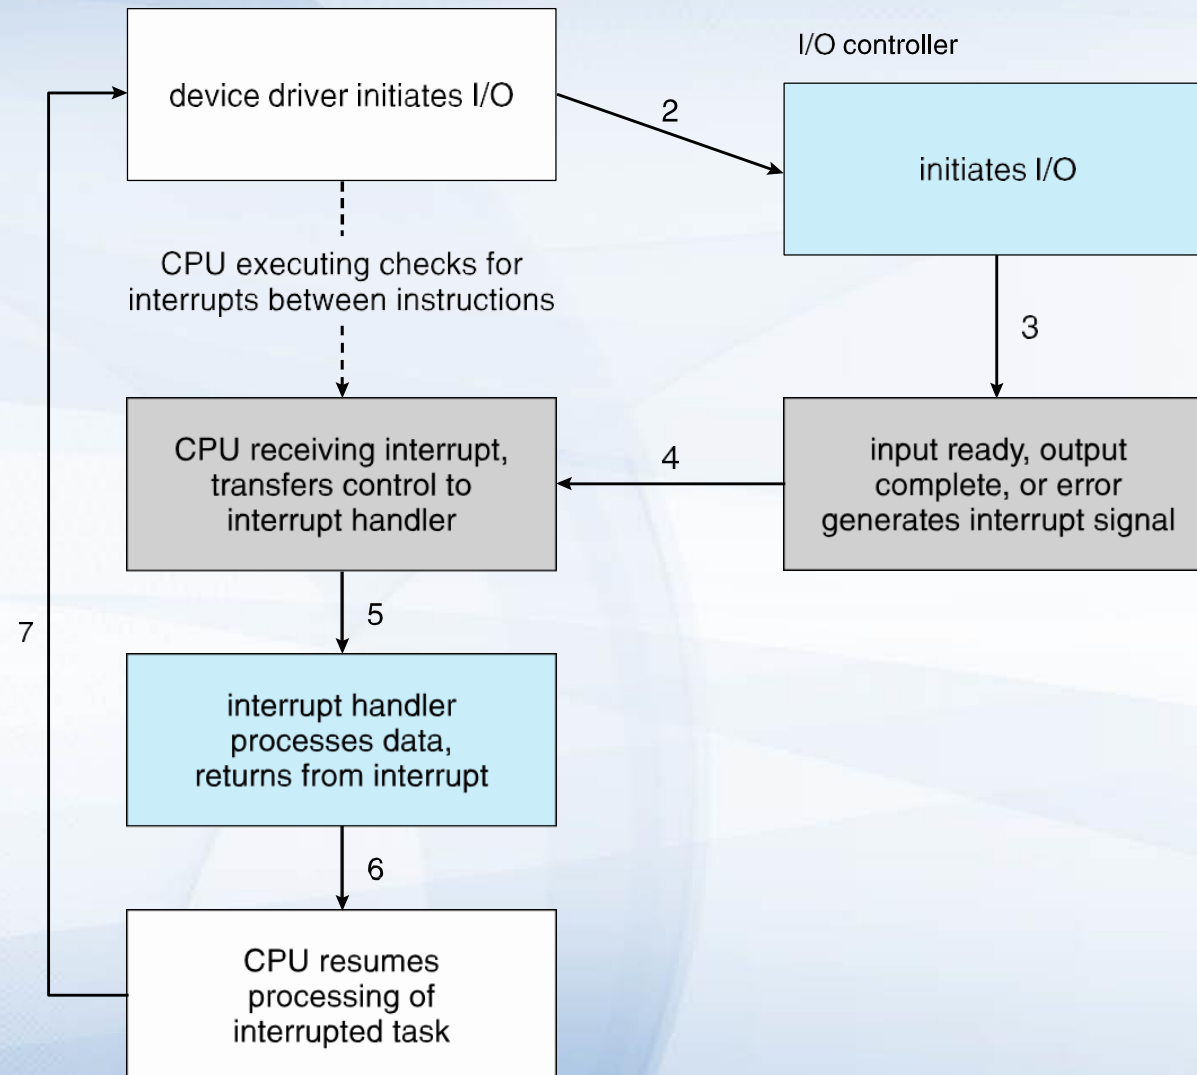 I/O controller
device driver initiates I/O
2
initiates I/O
CPU executing checks for
interrupts between instructions
3
CPU receiving interrupt,
transfers control to
interrupt handler
4
input ready, output
complete, or error
generates interrupt signal
5
7
interrupt handler
processes data,
returns from interrupt
6
CPU resumes
processing of
interrupted task